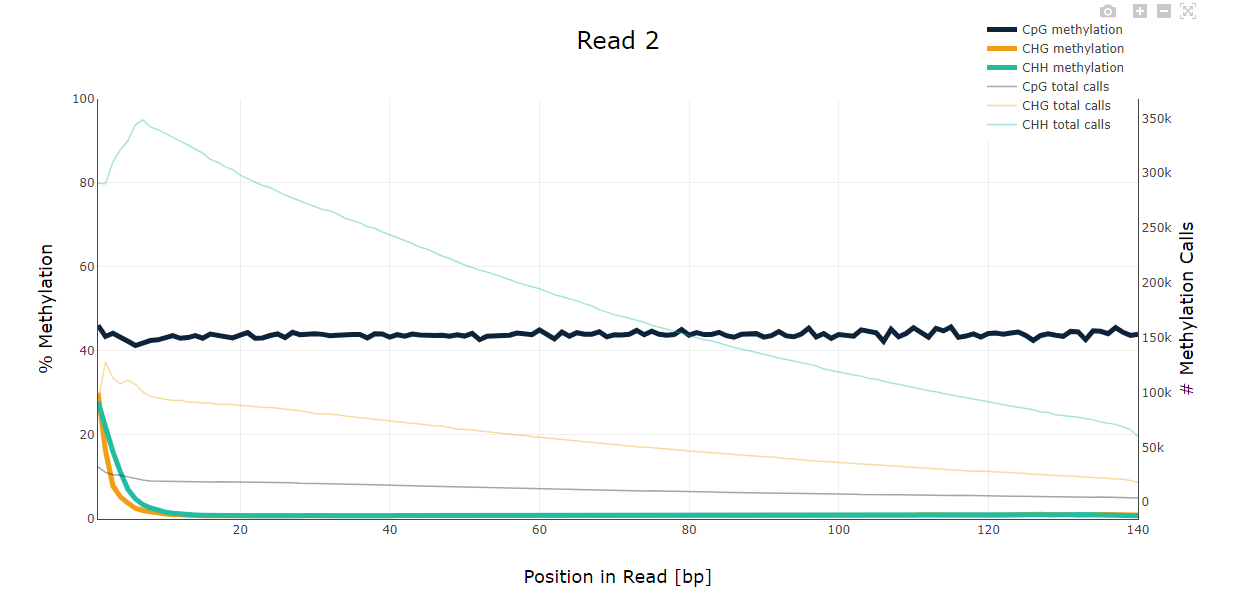 Read 2
CpG methylation
CHG methylation
CHH methylation
CpG total calls
CHG total calls
CHH total calls
% Methylation
100
80
60
40
20
0
350k
300k
250k
200k
150k
100k
50k
0
# Methylation Calls
20
40
60
80
100
120
140
Position in Read [bp]